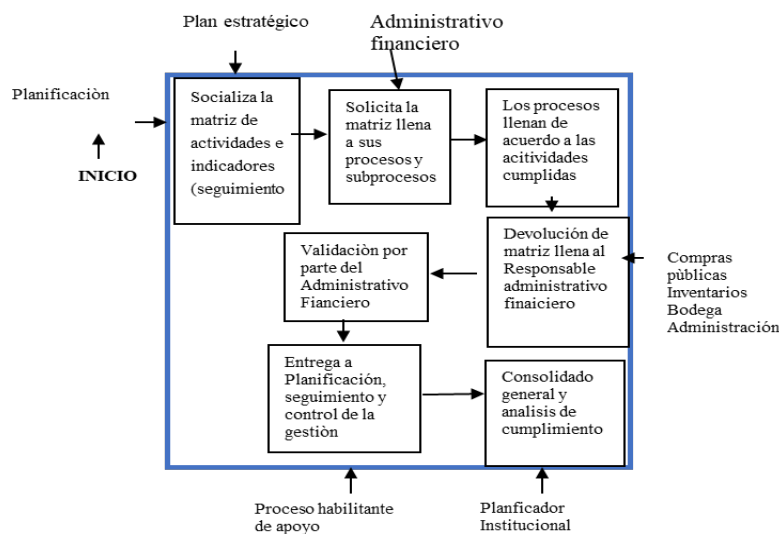 Plan estratégico
Administrativo
financiero
Planificaciòn
INICIO
Socializa la
matriz de
actividades e
indicadores
(seguimiento
Solicita la
matriz llena a
sus procesos y
subprocesos
Los procesos
llenan de
acuerdo a las
acitividades
cumplidas
Validaciòn por
parte del
Administrativo
Fianciero
Devolución de
matriz llena al
Responsable
administrativo
finaiciero
Compras
pùblicas
Inventarios
Bodega
Administración
Entrega a
Planificación,
seguimiento y
control de la
gestiòn
Consolidado
general y
analisis de
cumplimiento
Proceso habilitante
de apoyo
Planficador
Institucional